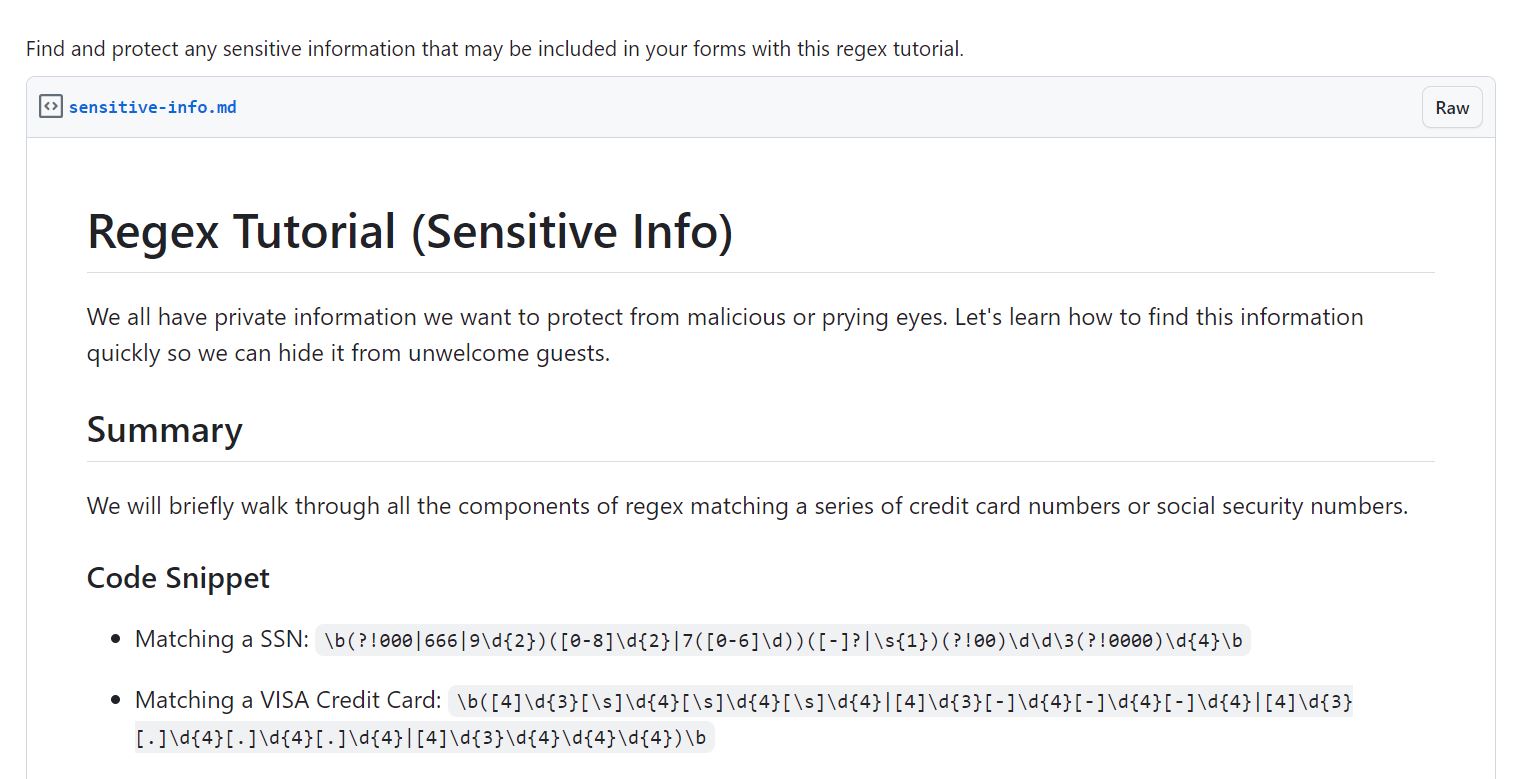 Find and protect any sensitive information that may be included in your forms with this regex tutorial.
sensitive-info.md
Raw
Regex Tutorial (Sensitive Info)
We all have private information we want to protect from malicious or prying eyes. Let's learn how to find this information
quickly so we can hide it from unwelcome guests.
Summary
We will briefly walk through all the components of regex matching a series of credit card numbers or social security numbers.
Code Snippet
• Matching a SSN: \b(?!000|666|9\d{2})([0-8]\d{2}|7([0-6]\d))([-]?|\s{1})(?!00)\d\d\3(?!0000)\d{4}\b
• Matching a VISA Credit Card: \b([4]\d{3}[\s]\d{4}[\s]\d{4}[\s]\d{4}|[4]\d{3}[-]\d{4}[-]\d{4}[-]\d{4}|[4]\d{3}
[.]\d{4}[.]\d{4}[.]\d{4}|[4]\d{3}\d{4}\d{4}\d{4})\b